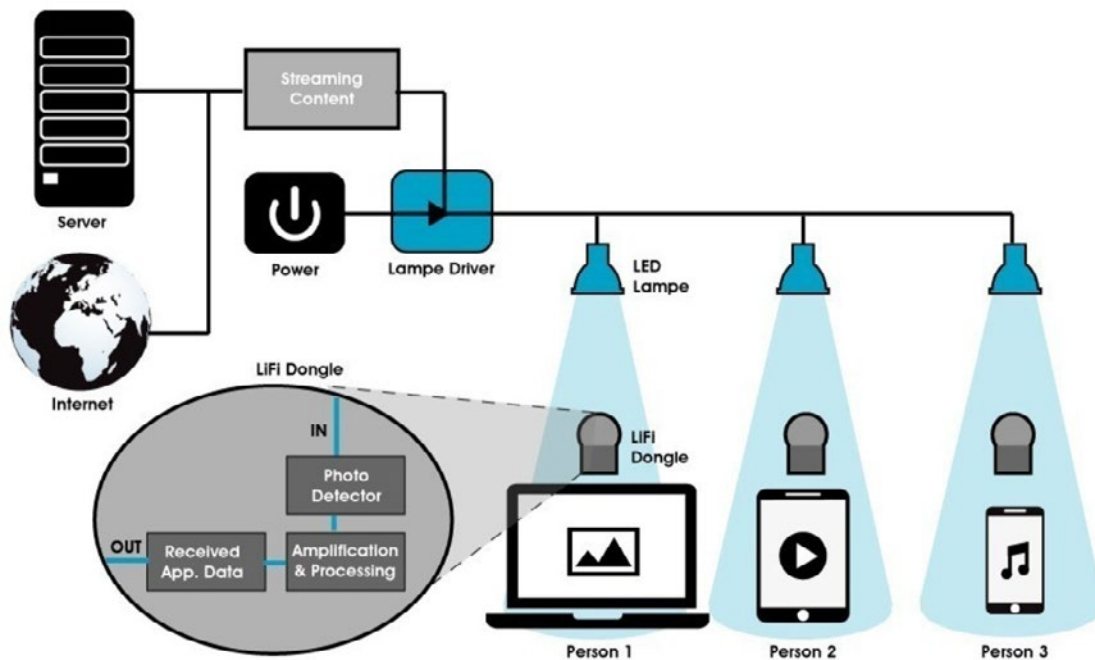 Streaming
Content
Server
Power
Lampe Driver
LED
Lampe
Internet
LiFi Dongle
IN
Photo
Detector
OUT
Received
App. Data
Amplification
& Processing
LiFi
Dongle
Person 1
Person 2
Person 3